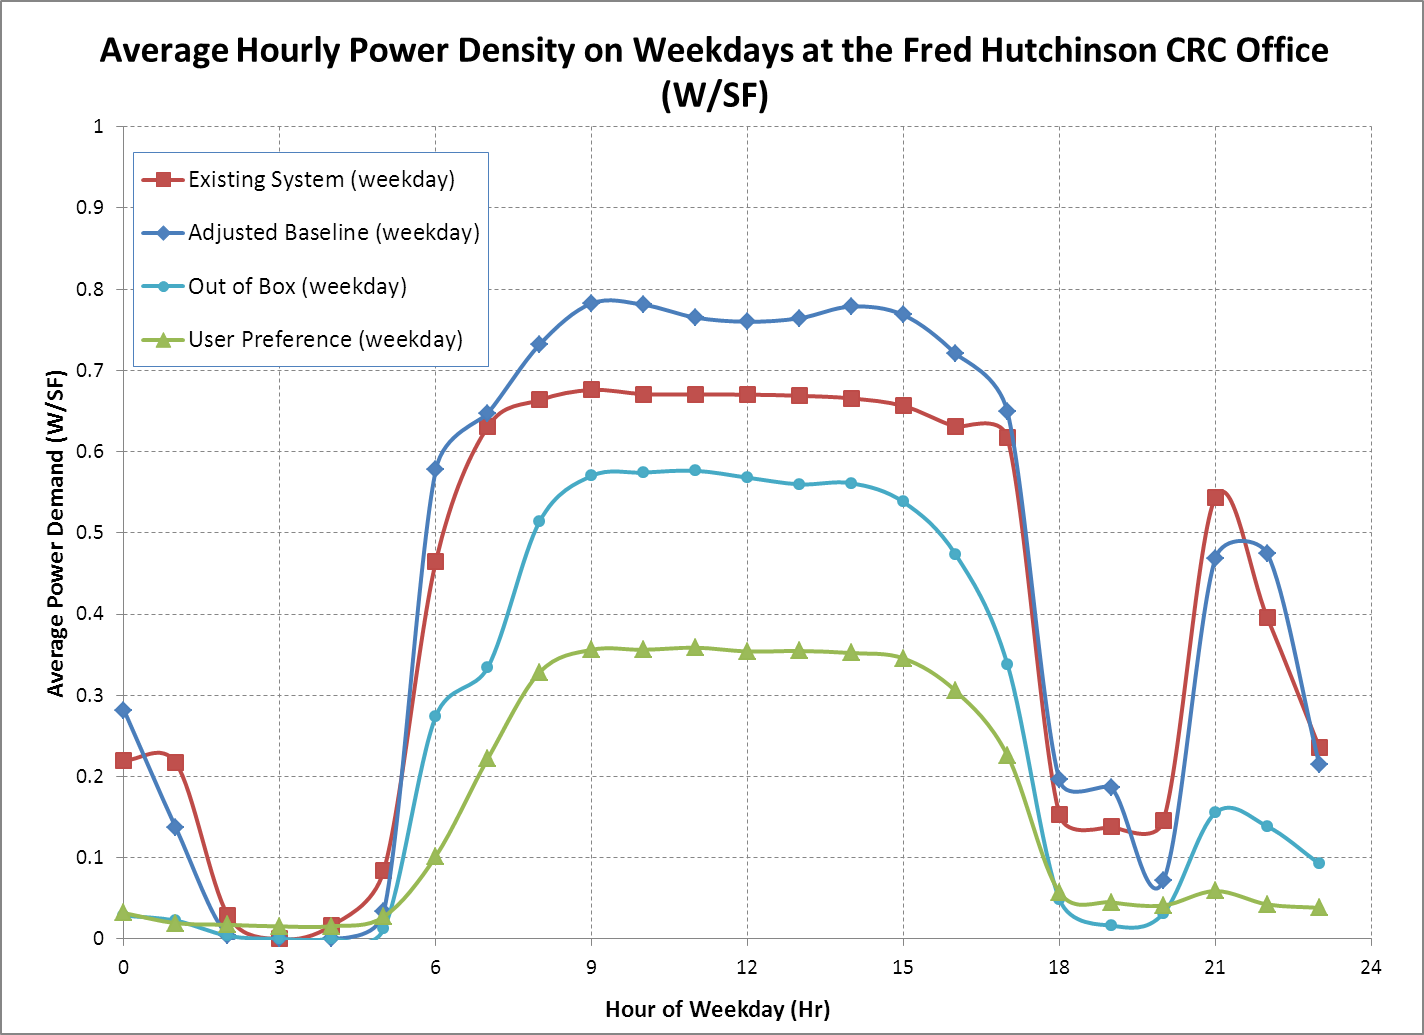 Average Hourly Power Density on Weekdays at the Fred Hutchinson CRC Office
(W/SF)
1
0.9
0.8
0.7
0.6
0.5
0.4
0.3
0.2
0.1
0
Average Power Demand (W/SF)
Existing System (weekday)
Adjusted Baseline (weekday)
Out of Box (weekday)
User Preference (weekday)
0 3 6 9 12 15 18 21 24
Hour of Weekday (Hr)